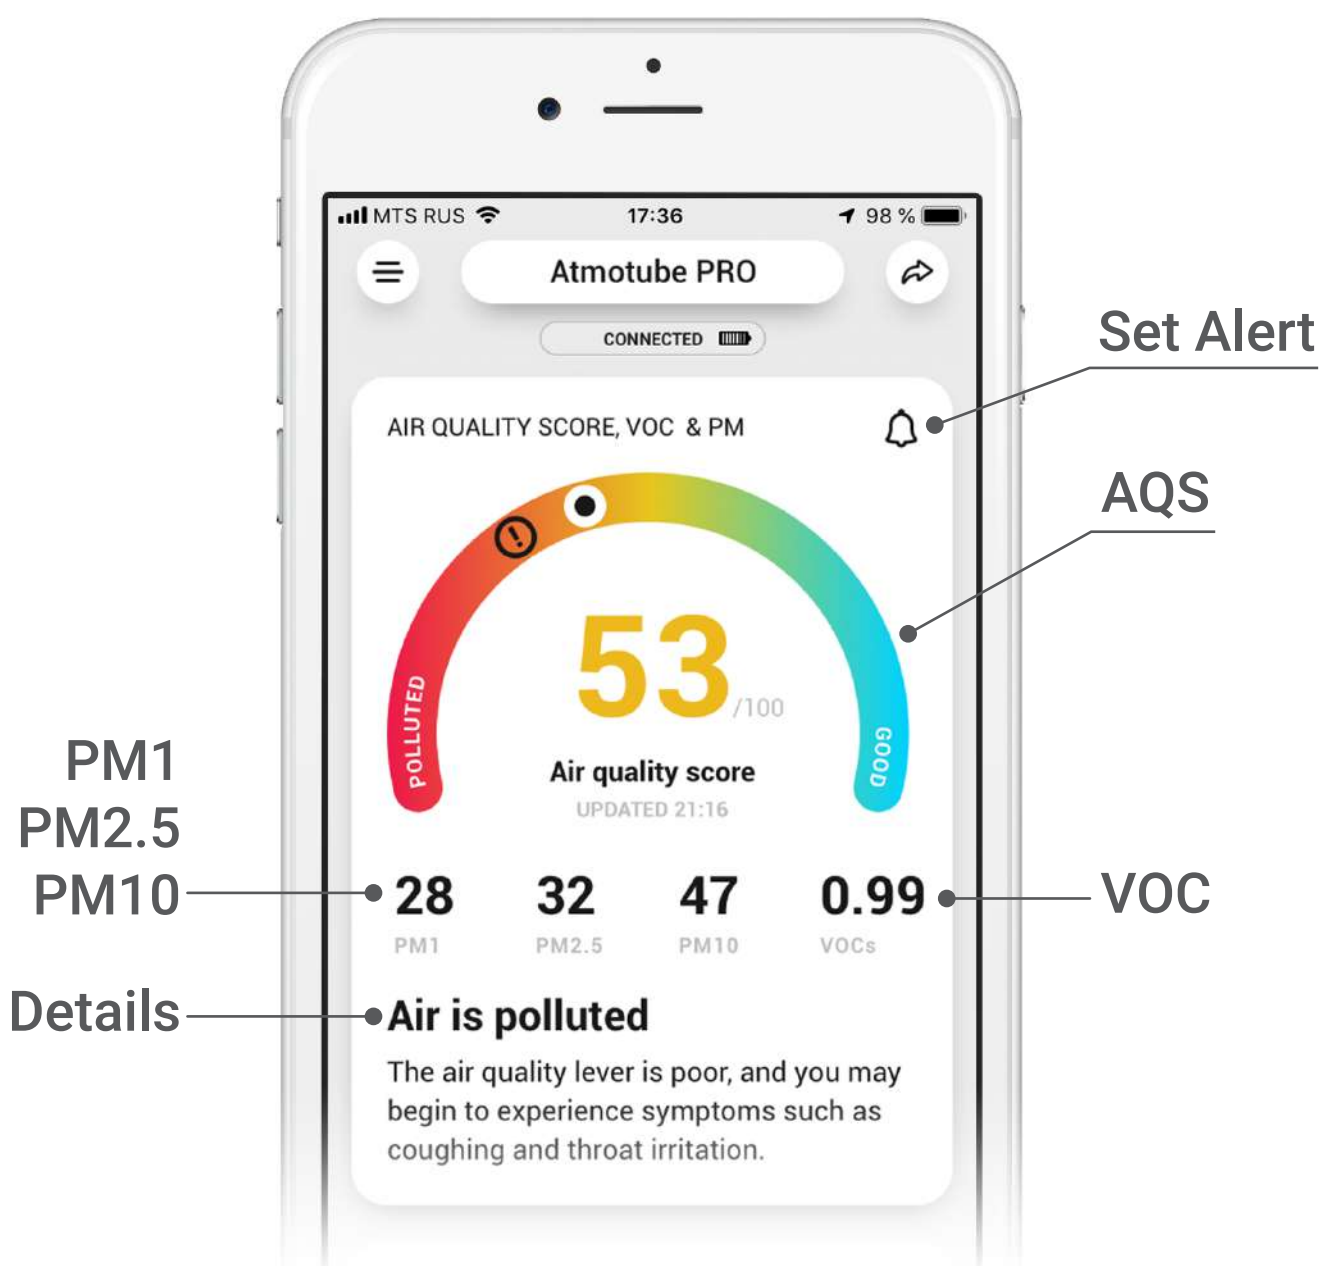 MTS RUS 17:36 98 %
Atmotube PRO
CONNECTED
Set Alert
AIR QUALITY SCORE, VOC & PM
AQS
POLLUTED
53/100
GOOD
Air quality score
UPDATED 21:16
PM1
PM2.5
PM10
28 32 47 0.99
PM1 PM2.5 PM10 VOCs
VOC
Details
Air is polluted
The air quality lever is poor, and you may
begin to experience symptoms such as
coughing and throat irritation.